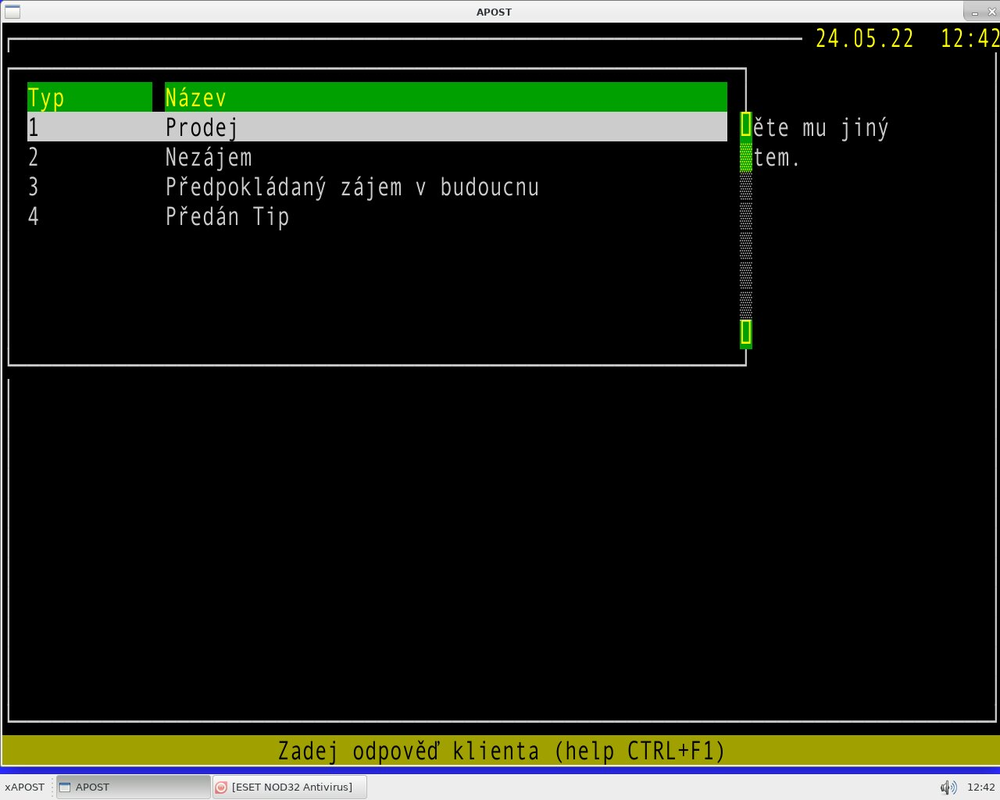 APOST
24.05.22 12:42
Typ Název
1 Prodej ěte mu jiný
2 Nezájem tem.
3 Předpokládaný zájem v budoucnu
4 Předán Tip
Zadej odpověď klienta (help CTRL+F1)
xAPOST APOST [ESET NOD32 Antivirus] 12:42